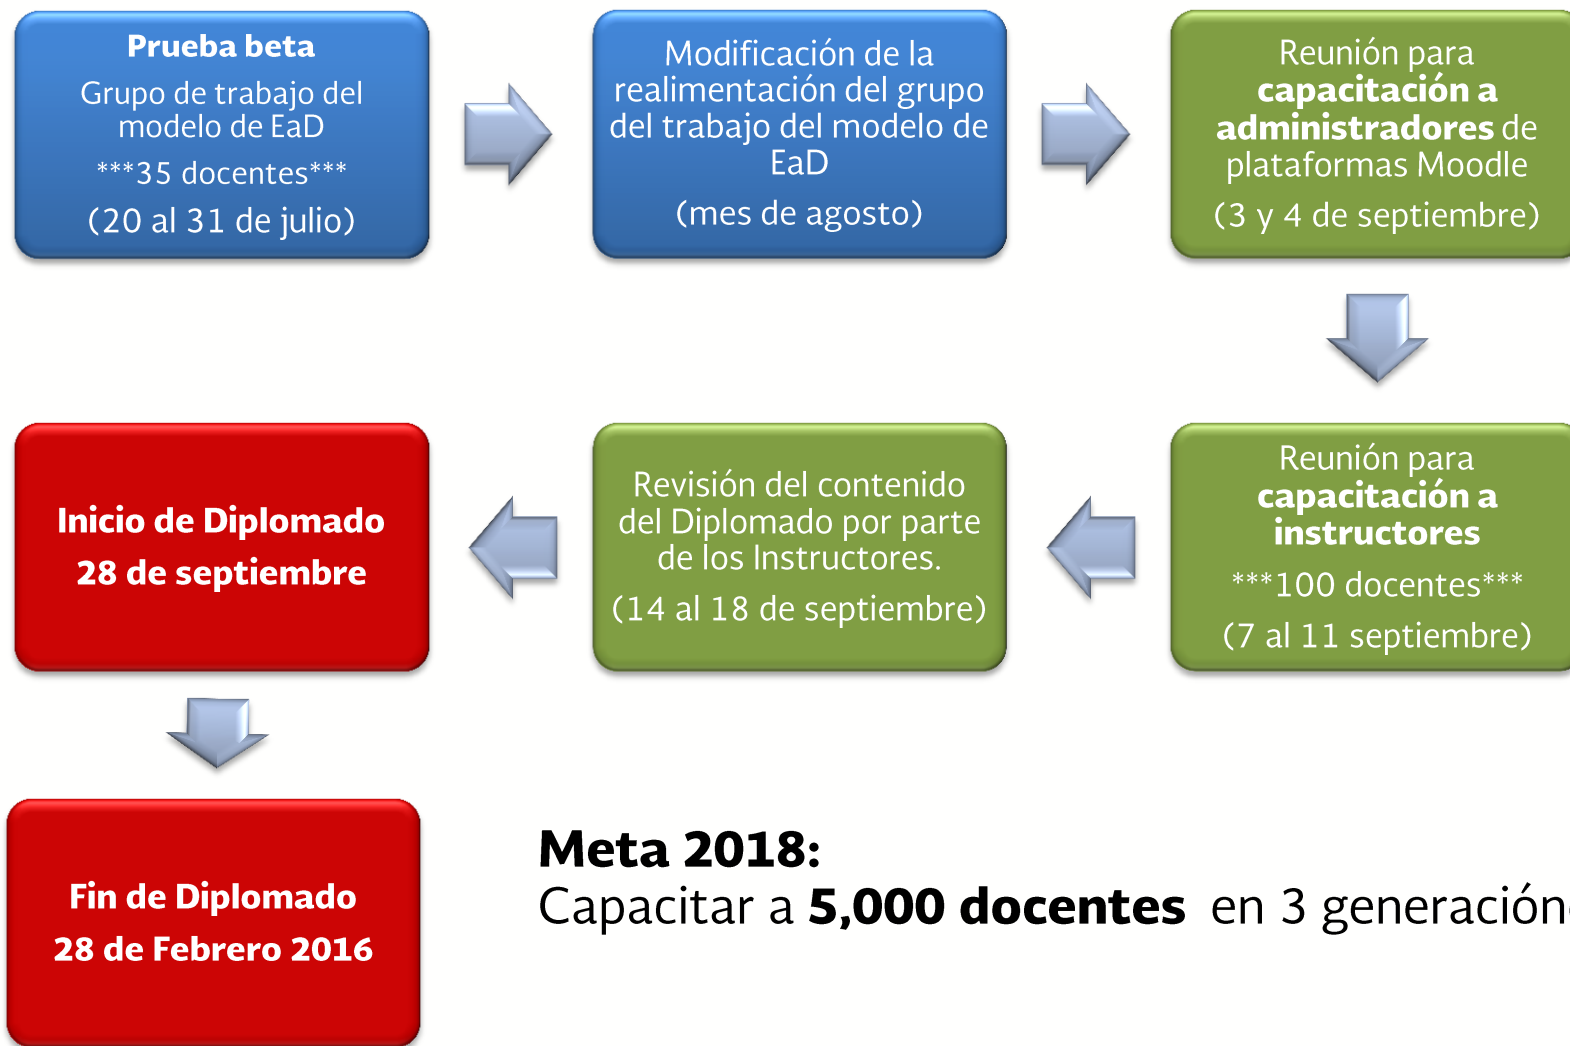 Prueba beta
Grupo de trabajo del
modelo de EaD
***35 docentes***
(20 al 31 de julio)
Modificación de la
realimentación del grupo
del trabajo del modelo de
EaD
(mes de agosto)
Reunión para
capacitación a
administradores de
plataformas Moodle
(3 y 4 de septiembre)
Reunión para
capacitación a
instructores
***100 docentes***
(7 al 11 septiembre)
Revisión del contenido
del Diplomado por parte
de los Instructores.
(14 al 18 de septiembre)
Inicio de Diplomado
28 de septiembre
Fin de Diplomado
28 de Febrero 2016
Meta 2018:
Capacitar a 5,000 docentes en 3